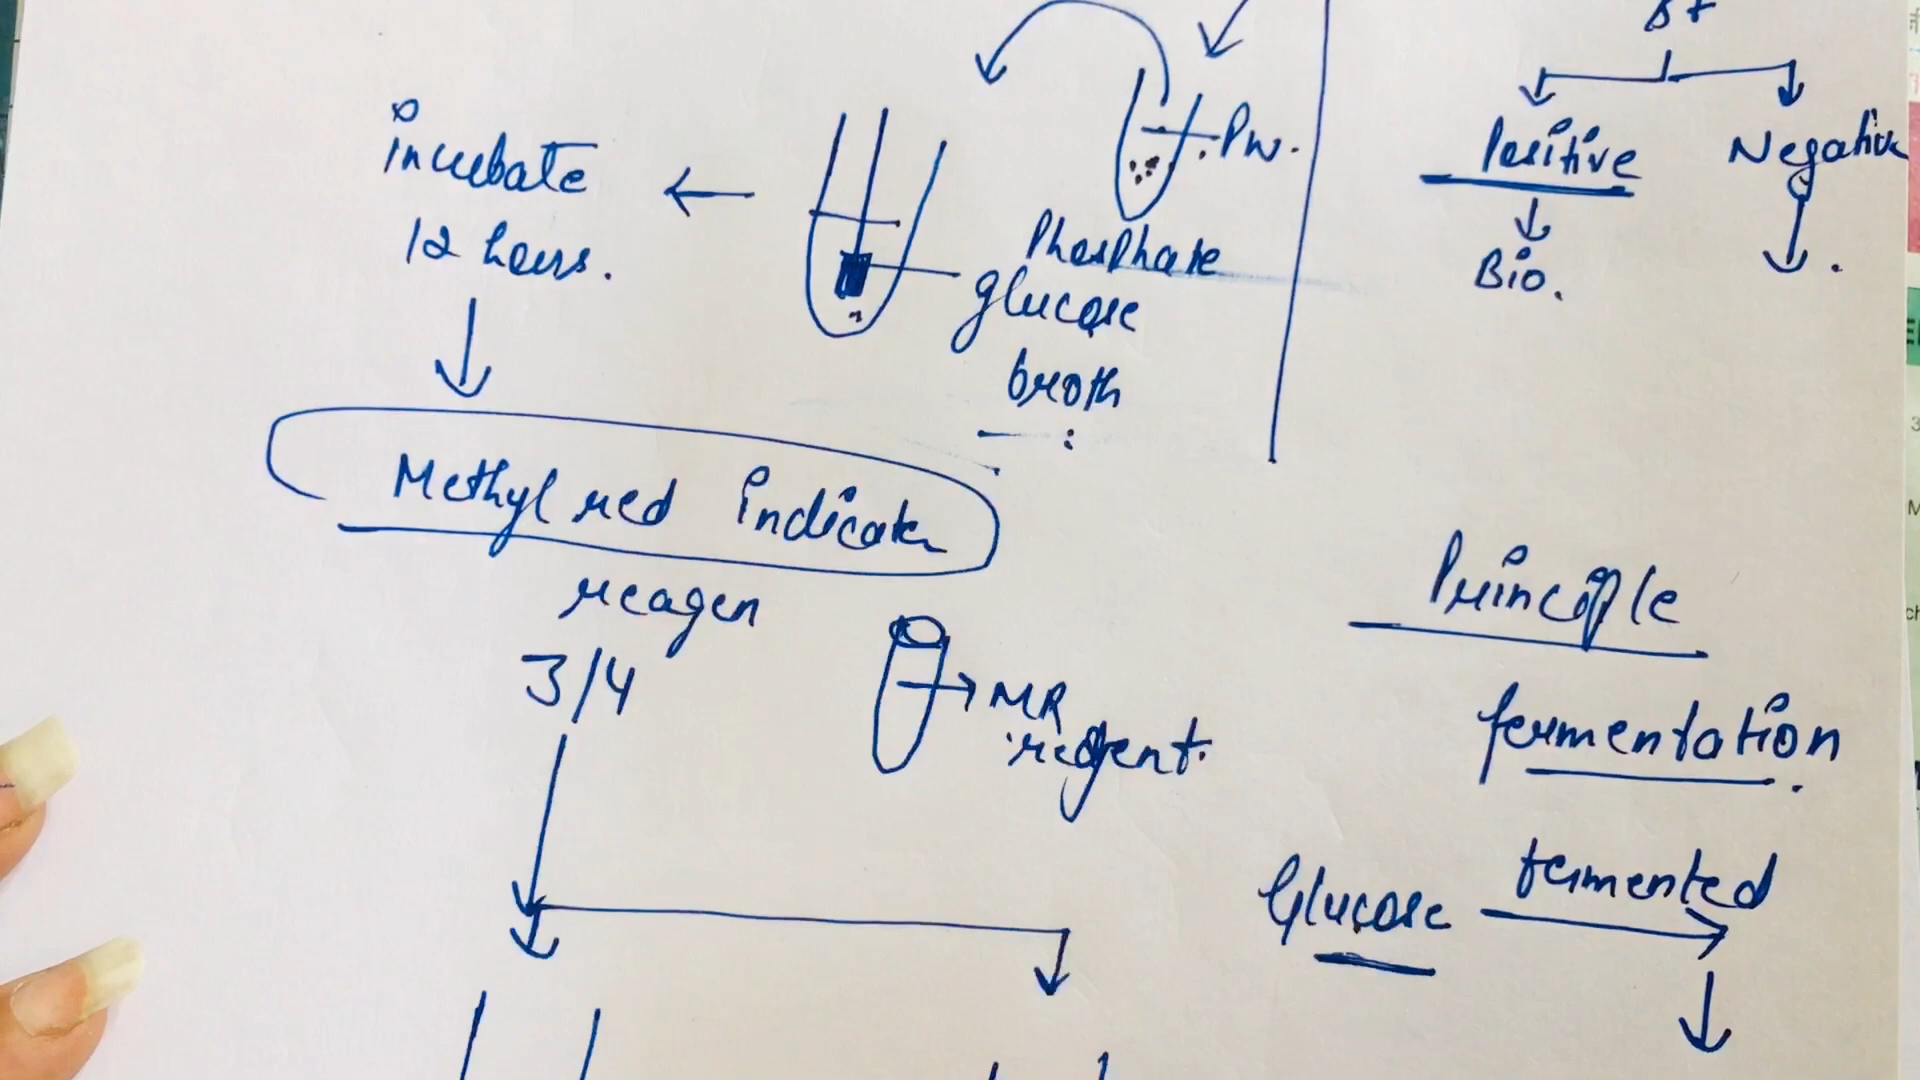 Pw.
incubate
12 hours.
Phosphate
glucose
broth
:
Methyl red indicator
reagen
3/4
MR
reagent.
Positive
Negative
Bio.
Principle
fermentation.
Glucose
fermented